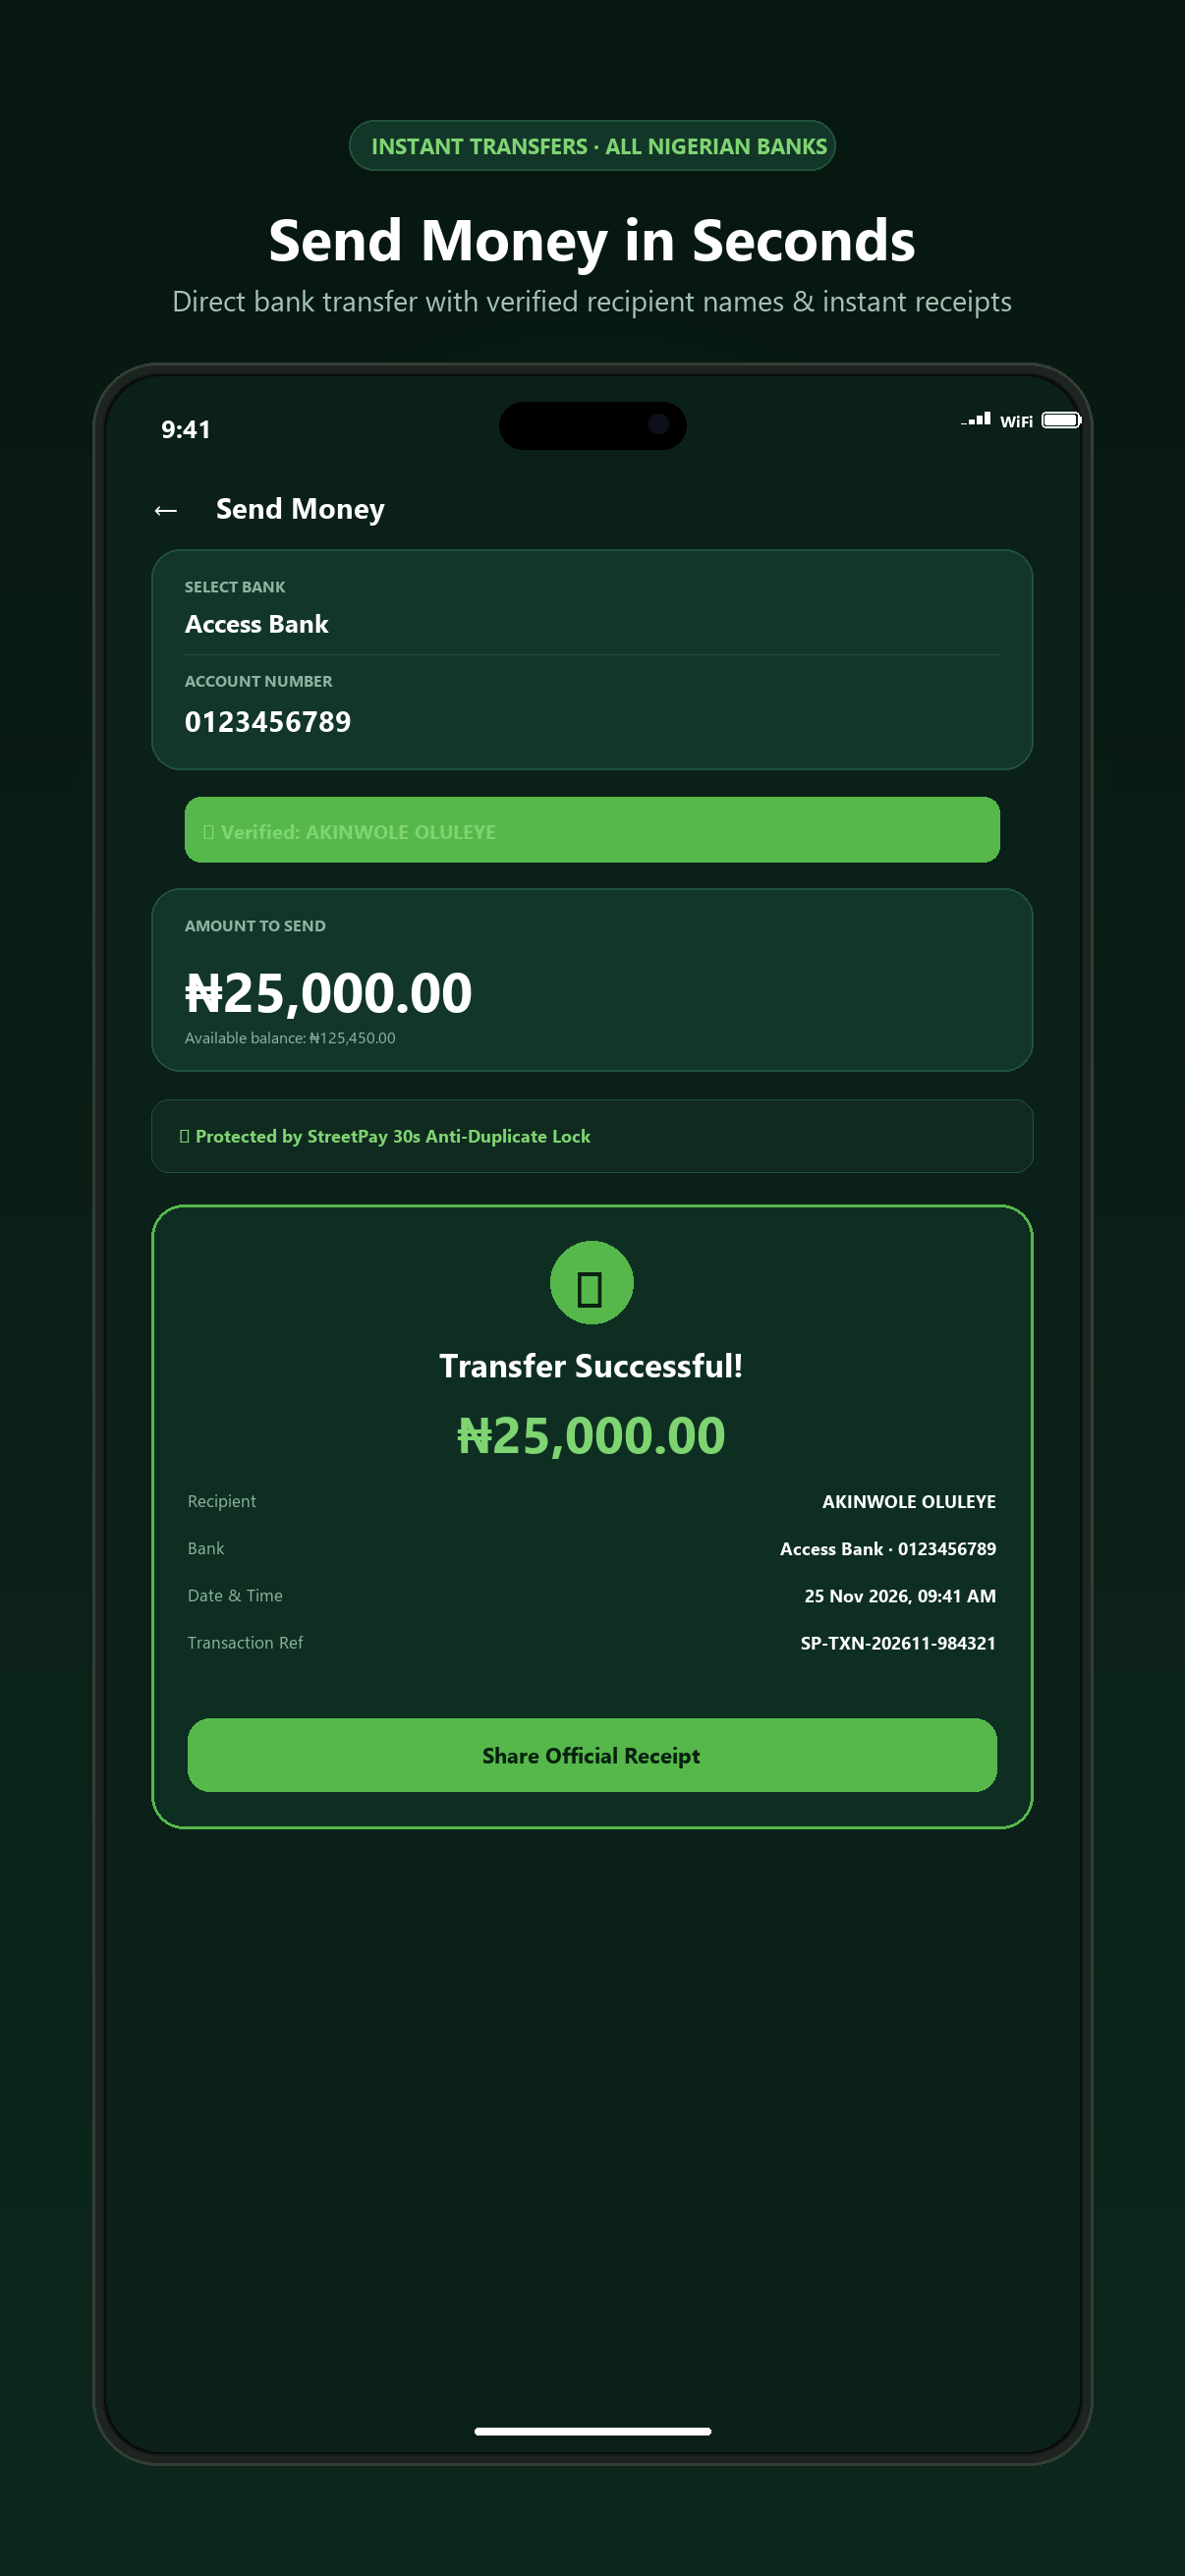 INSTANT TRANSFERS · ALL NIGERIAN BANKS
Send Money in Seconds
Direct bank transfer with verified recipient names & instant receipts
9:41
WiFi
← Send Money
SELECT BANK
Access Bank
ACCOUNT NUMBER
0123456789
Verified: AKINWOLE OLULEYE
AMOUNT TO SEND
₦25,000.00
Available balance: ₦125,450.00
Protected by StreetPay 30s Anti-Duplicate Lock
Transfer Successful!
₦25,000.00
Recipient AKINWOLE OLULEYE
Bank Access Bank · 0123456789
Date & Time 25 Nov 2026, 09:41 AM
Transaction Ref SP-TXN-202611-984321
Share Official Receipt